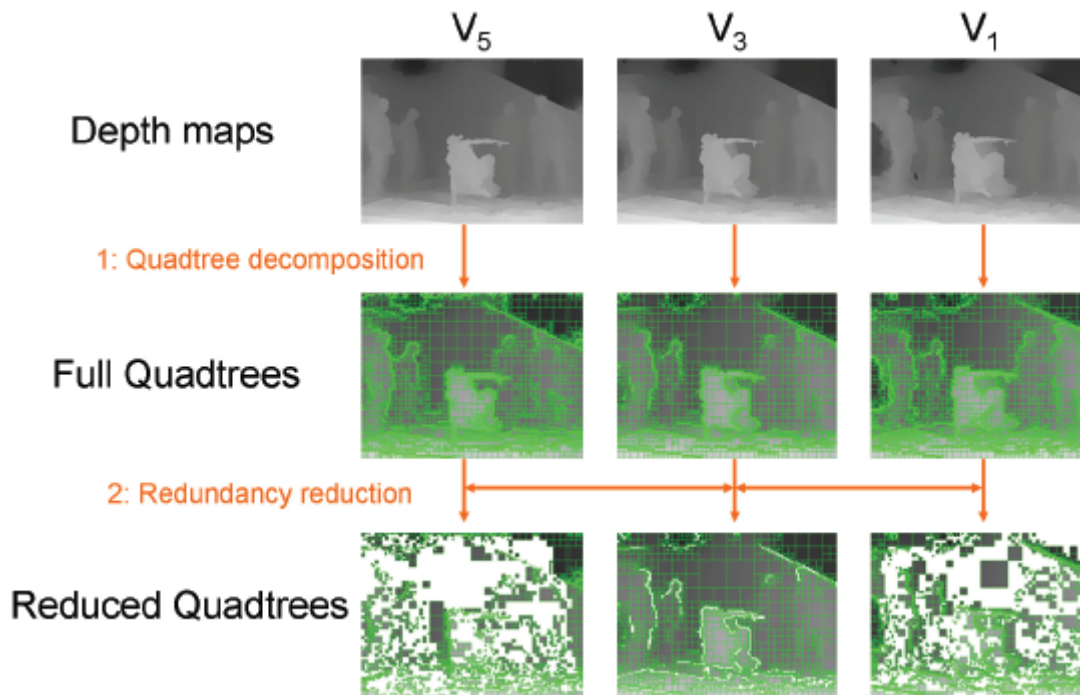 V5 V3 V1
Depth maps
1: Quadtree decomposition
Full Quadtrees
2: Redundancy reduction
Reduced Quadtrees